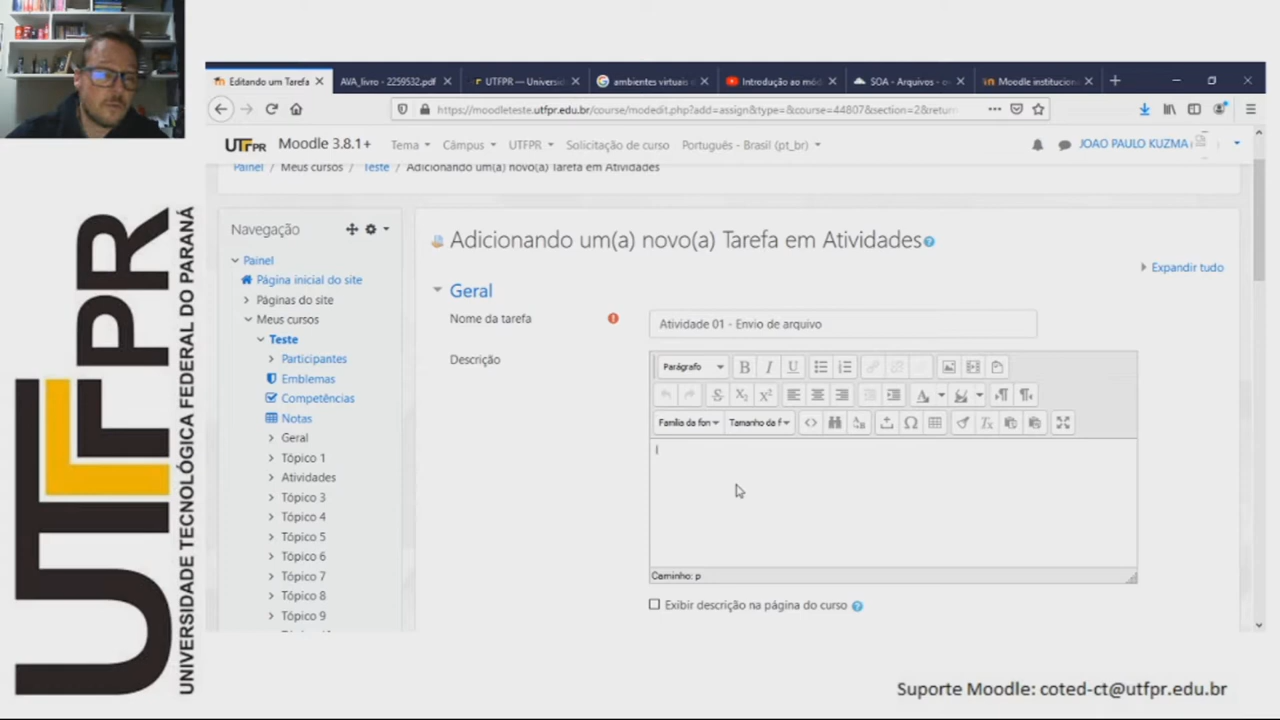 Editando um Tarefa
AVA_livro - 2259532.pdf
UTFPR — Universi
ambientes virtuais d
Introdução ao mód
SOA - Arquivos - o
Moodle institucion
https://moodleteste.utfpr.edu.br/course/modedit.php?add=assign&type=&course=44807&section=2&return
UTFPR Moodle 3.8.1+ Tema Câmpus UTFPR Solicitação de curso Português - Brasil (pt_br) JOAO PAULO KUZMA
Painel / Meus cursos / Teste / Adicionando um(a) novo(a) Tarefa em Atividades
Navegação
Painel
Página inicial do site
Páginas do site
Meus cursos
Teste
Participantes
Emblemas
Competências
Notas
Geral
Tópico 1
Atividades
Tópico 3
Tópico 4
Tópico 5
Tópico 6
Tópico 7
Tópico 8
Tópico 9
Adicionando um(a) novo(a) Tarefa em Atividades
Expandir tudo
Geral
Nome da tarefa
Atividade 01 - Envio de arquivo
Descrição
Parágrafo
Família da fon Tamanho da f
Caminho: p
Exibir descrição na página do curso
UTFPR
UNIVERSIDADE TECNOLÓGICA FEDERAL DO PARANÁ
Suporte Moodle: coted-ct@utfpr.edu.br